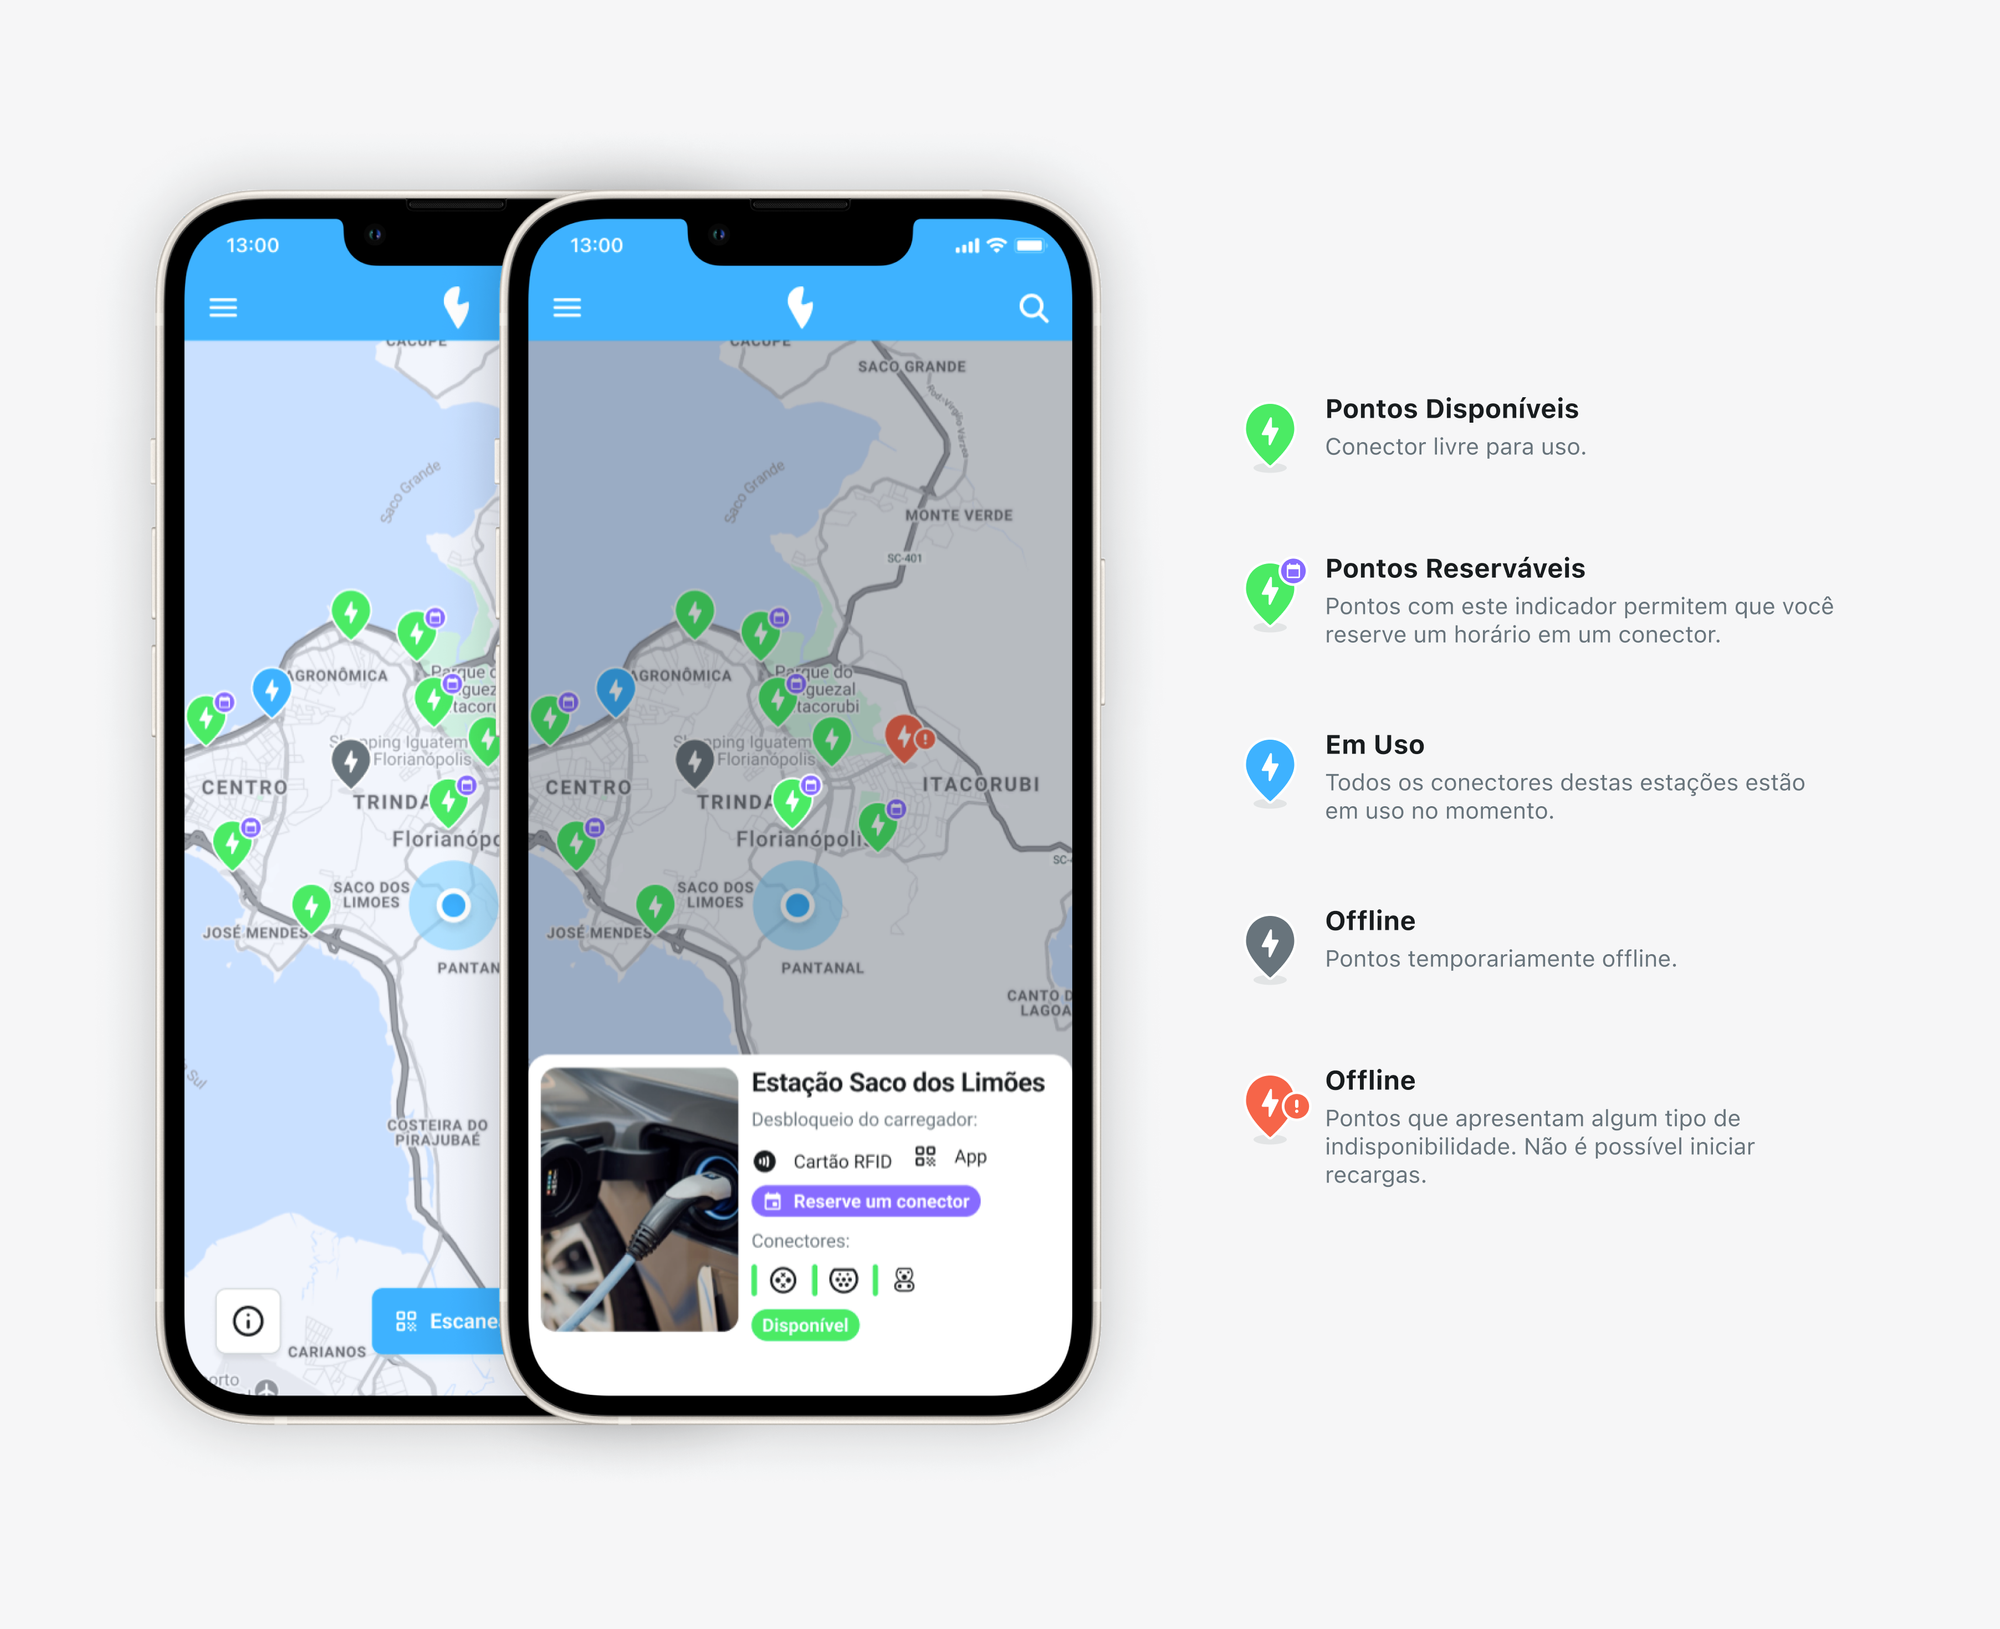 13:00
CACUPÉ
Saco Grande
AGRONÔMICA
Parque d
guez
tacoru
Shopping Iguatem
Florianópolis
CENTRO
TRINDA
Florianópo
SACO DOS
LIMOES
JOSÉ MENDES
PANTAN
Sul
COSTEIRA DO
PIRAJUBAÉ
Escane
CARIANOS
orto
13:00
CACUPÉ
SACO GRANDE
Rod. Virgílio Várzea
Saco Grande
MONTE VERDE
SC-401
AGRONÔMICA
Parque do
guezal
tacorubi
Shopping Iguatem
Florianópolis
CENTRO
TRINDA
ITACORUBI
Florianópolis
SC-4
SACO DOS
LIMOES
JOSÉ MENDES
PANTANAL
CANTO D
LAGOA
Estação Saco dos Limões
Desbloqueio do carregador:
Cartão RFID App
Reserve um conector
Conectores:
Disponível
Pontos Disponíveis
Conector livre para uso.
Pontos Reserváveis
Pontos com este indicador permitem que você
reserve um horário em um conector.
Em Uso
Todos os conectores destas estações estão
em uso no momento.
Offline
Pontos temporariamente offline.
Offline
Pontos que apresentam algum tipo de
indisponibilidade. Não é possível iniciar
recargas.